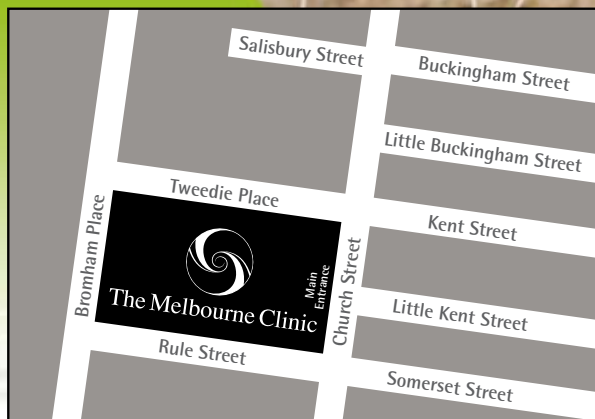 Salisbury Street
Buckingham Street
Little Buckingham Street
Tweedie Place
Kent Street
Bromham Place
Main
Entrance
Church Street
The Melbourne Clinic
Little Kent Street
Rule Street
Somerset Street